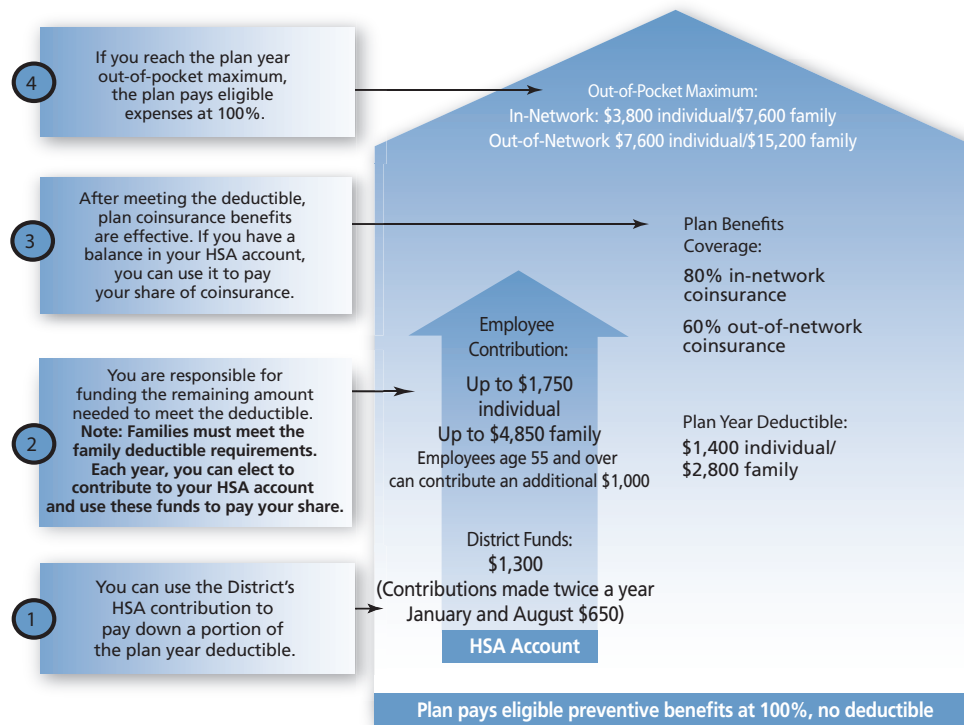 4
If you reach the plan year
out-of-pocket maximum,
the plan pays eligible
expenses at 100%.
Out-of-Pocket Maximum:
In-Network: $3,800 individual/$7,600 family
Out-of-Network $7,600 individual/$15,200 family
3
After meeting the deductible,
plan coinsurance benefits
are effective. If you have a
balance in your HSA account,
you can use it to pay
your share of coinsurance.
Plan Benefits
Coverage:
80% in-network
coinsurance
60% out-of-network
coinsurance
2
You are responsible for
funding the remaining amount
needed to meet the deductible.
Note: Families must meet the
family deductible requirements.
Each year, you can elect to
contribute to your HSA account
and use these funds to pay your share.
Employee
Contribution:
Up to $1,750
individual
Up to $4,850 family
Employees age 55 and over
can contribute an additional $1,000
Plan Year Deductible:
$1,400 individual/
$2,800 family
1
You can use the District’s
HSA contribution to
pay down a portion of
the plan year deductible.
District Funds:
$1,300
(Contributions made twice a year
January and August $650)
HSA Account
Plan pays eligible preventive benefits at 100%, no deductible